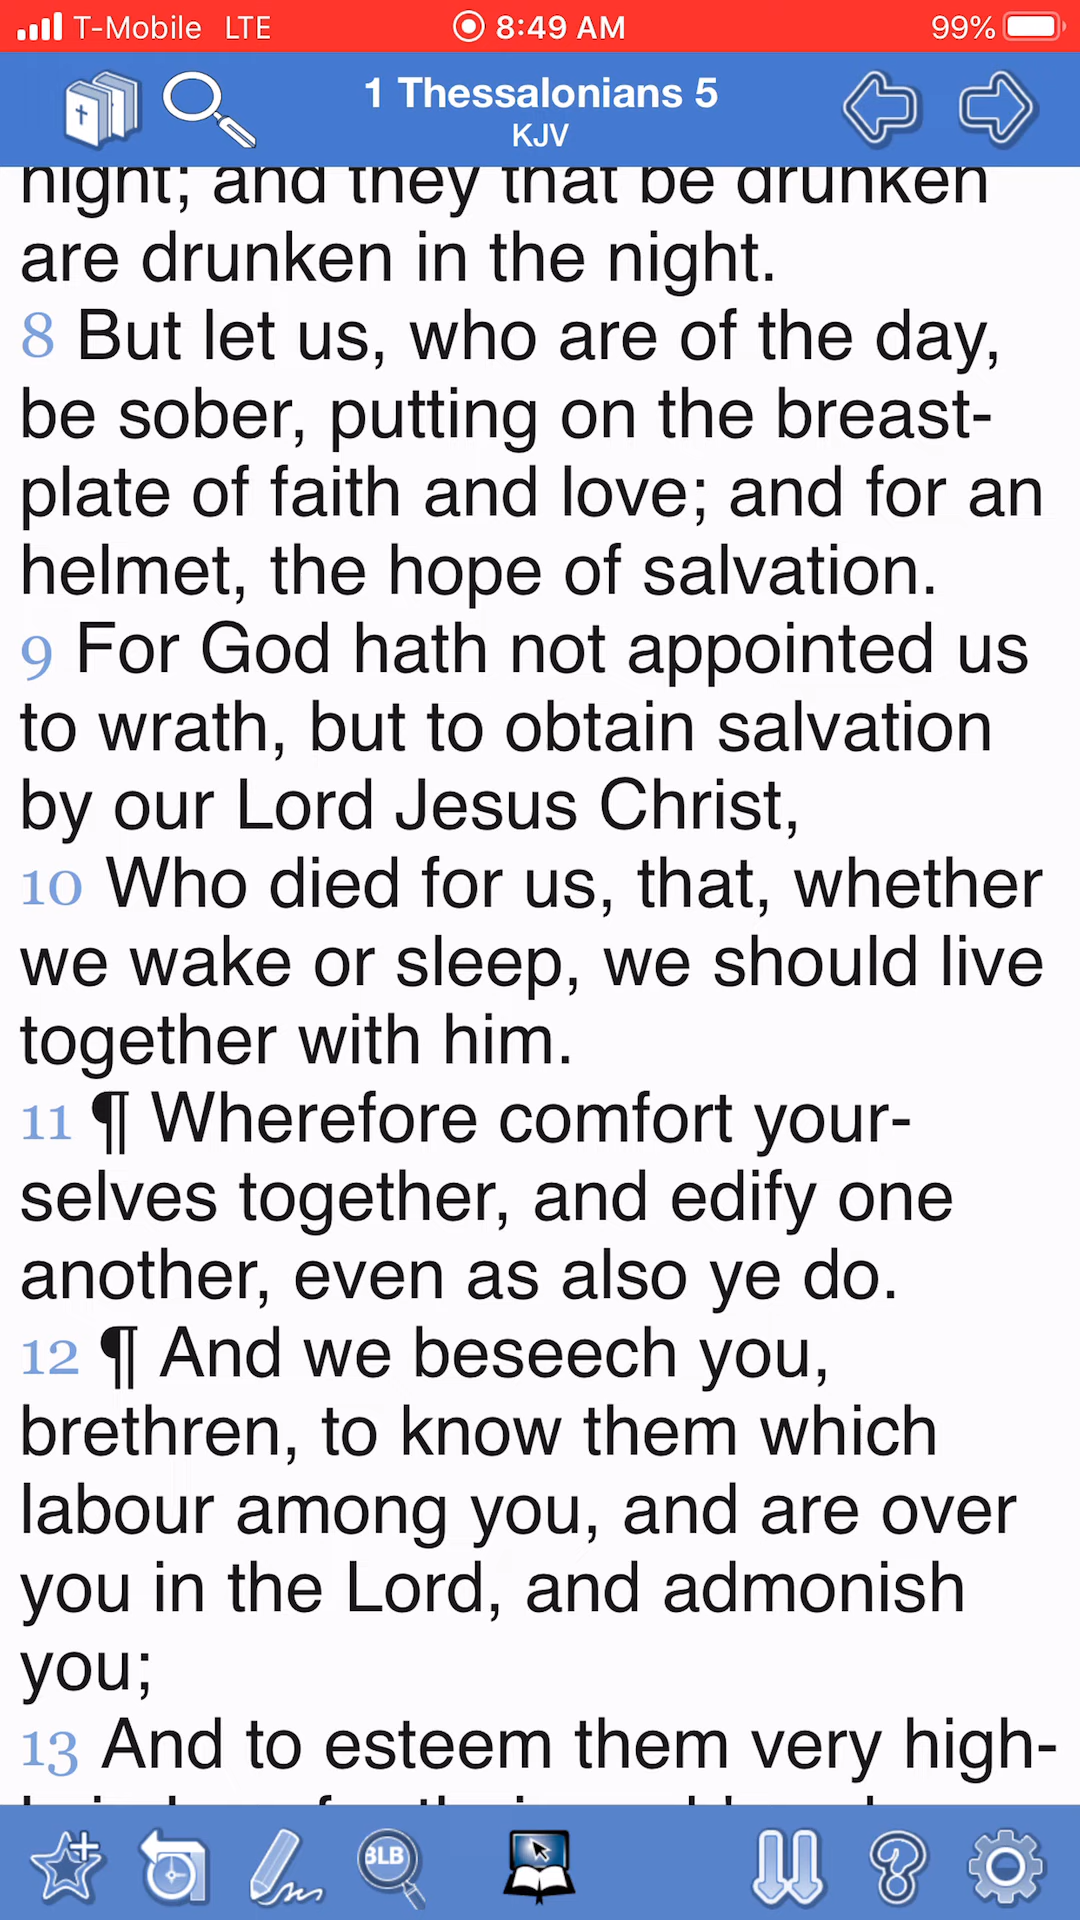 T-Mobile LTE 8:49 AM 99%
1 Thessalonians 5
KJV
night; and they that be drunken
are drunken in the night.
8 But let us, who are of the day,
be sober, putting on the breast-
plate of faith and love; and for an
helmet, the hope of salvation.
9 For God hath not appointed us
to wrath, but to obtain salvation
by our Lord Jesus Christ,
10 Who died for us, that, whether
we wake or sleep, we should live
together with him.
11 ¶ Wherefore comfort your-
selves together, and edify one
another, even as also ye do.
12 ¶ And we beseech you,
brethren, to know them which
labour among you, and are over
you in the Lord, and admonish
you;
13 And to esteem them very high-
BLB